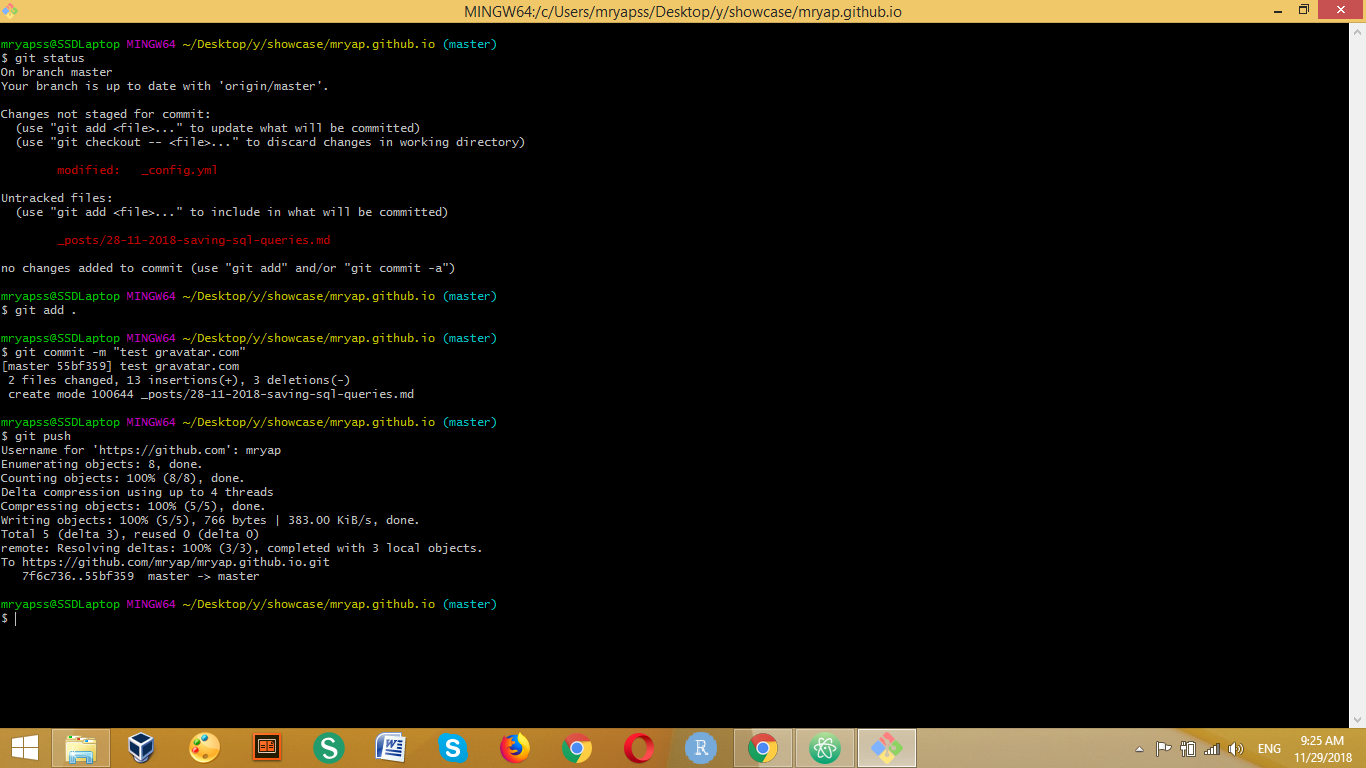 MINGW64:/c/Users/mryapss/Desktop/y/showcase/mryap.github.io
mryapss@SSDLaptop MINGW64 ~/Desktop/y/showcase/mryap.github.io (master)
$ git status
On branch master
Your branch is up to date with 'origin/master'.
Changes not staged for commit:
  (use "git add <file>..." to update what will be committed)
  (use "git checkout -- <file>..." to discard changes in working directory)
        modified:   _config.yml
Untracked files:
  (use "git add <file>..." to include in what will be committed)
        _posts/28-11-2018-saving-sql-queries.md
no changes added to commit (use "git add" and/or "git commit -a")
mryapss@SSDLaptop MINGW64 ~/Desktop/y/showcase/mryap.github.io (master)
$ git add .
mryapss@SSDLaptop MINGW64 ~/Desktop/y/showcase/mryap.github.io (master)
$ git commit -m "test gravatar.com"
[master 55bf359] test gravatar.com
 2 files changed, 13 insertions(+), 3 deletions(-)
 create mode 100644 _posts/28-11-2018-saving-sql-queries.md
mryapss@SSDLaptop MINGW64 ~/Desktop/y/showcase/mryap.github.io (master)
$ git push
Username for 'https://github.com': mryap
Enumerating objects: 8, done.
Counting objects: 100% (8/8), done.
Delta compression using up to 4 threads
Compressing objects: 100% (5/5), done.
Writing objects: 100% (5/5), 766 bytes | 383.00 KiB/s, done.
Total 5 (delta 3), reused 0 (delta 0)
remote: Resolving deltas: 100% (3/3), completed with 3 local objects.
To https://github.com/mryap/mryap.github.io.git
   7f6c736..55bf359  master -> master
mryapss@SSDLaptop MINGW64 ~/Desktop/y/showcase/mryap.github.io (master)
$
S
W
S
R
ENG
9:25 AM
11/29/2018